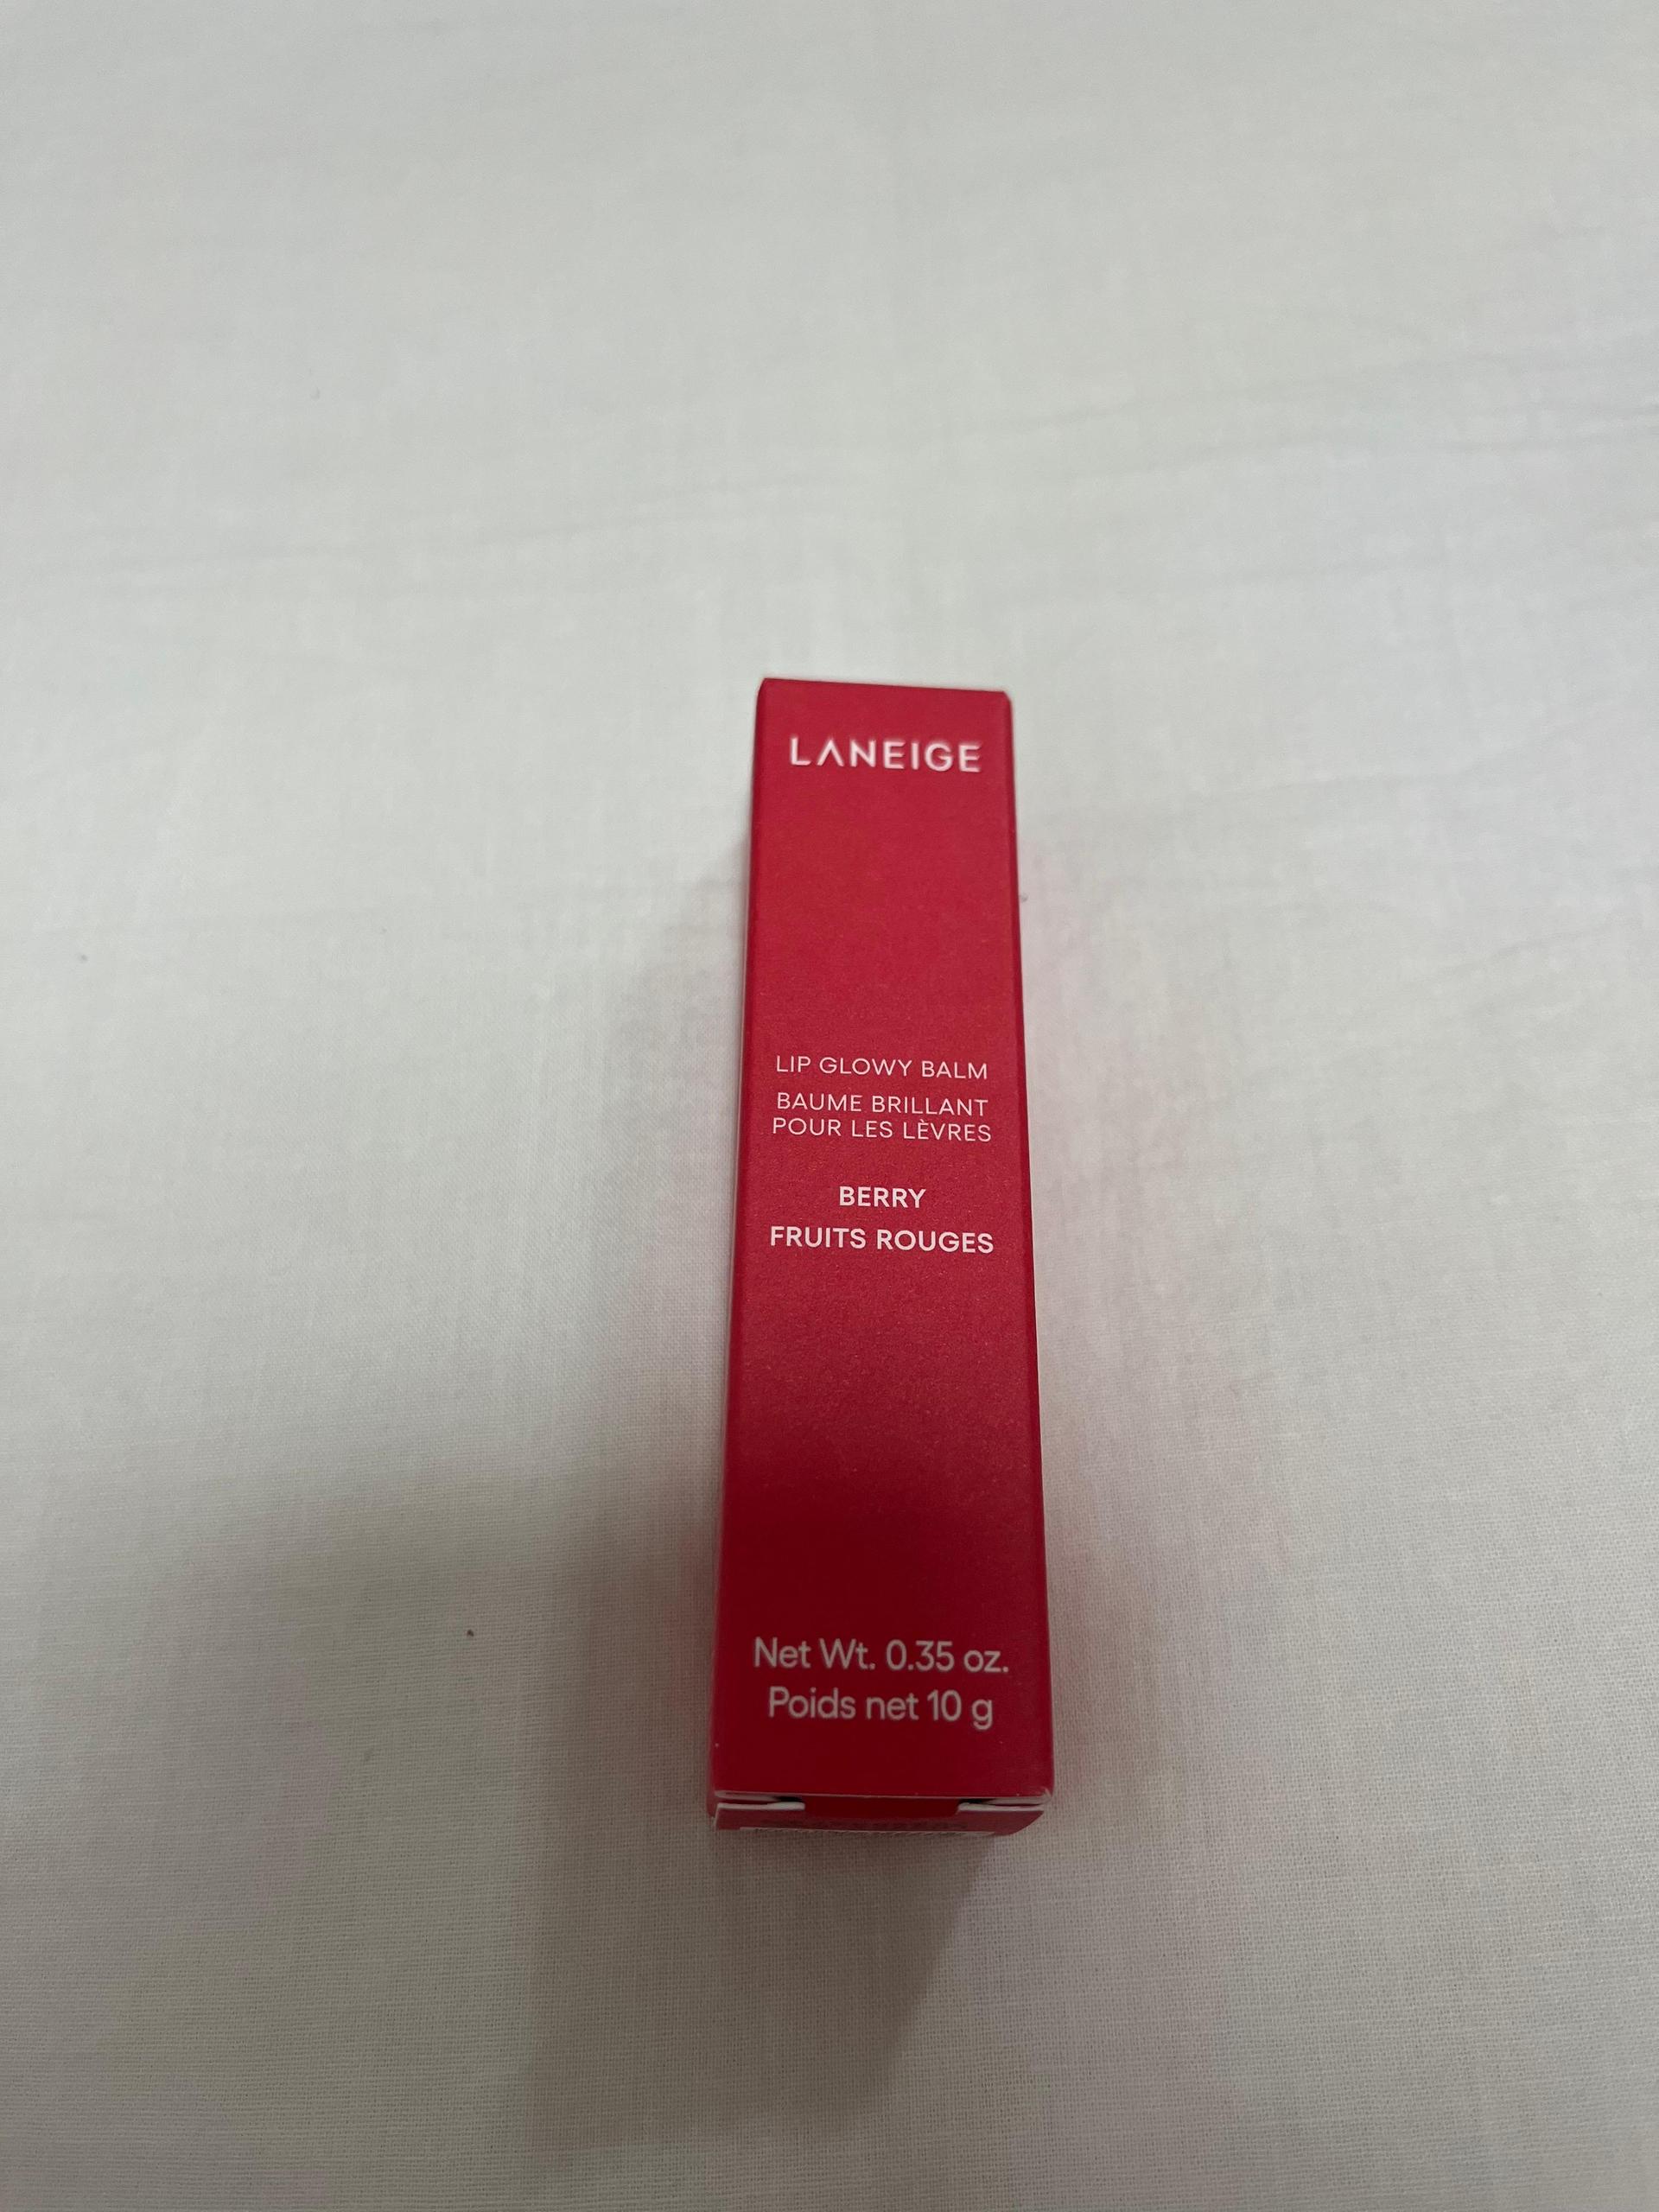 LANEIGE
LIP GLOWY BALM
BAUME BRILLANT
POUR LES LÈVRES
BERRY
FRUITS ROUGES
Net Wt. 0.35 oz.
Poids net 10 g